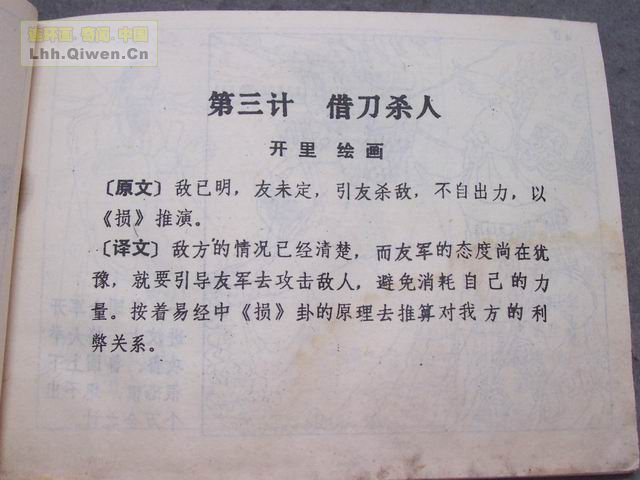 连环画.奇闻.中国
Lhh.Qiwen.Cn
第三计 借刀杀人
开里 绘画
〔原文〕敌已明，友未定，引友杀敌，不自出力，以
《损》推演。
〔译文〕敌方的情况已经清楚，而友军的态度尚在犹
豫，就要引导友军去攻击敌人，避免消耗自己的力
量。按着易经中《损》卦的原理去推算对我方的利
弊关系。